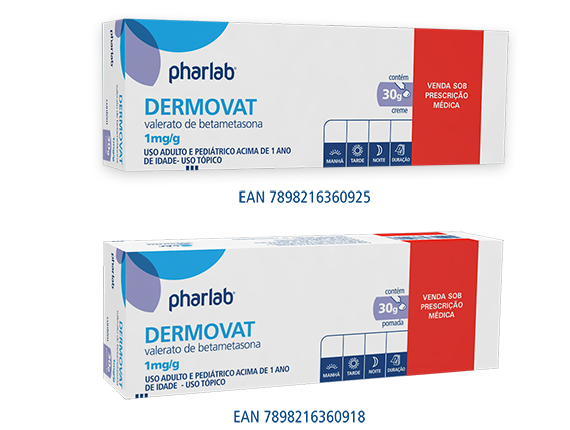 pharlab
DERMOVAT
valerato de betametasona
1mg/g
USO ADULTO E PEDIÁTRICO ACIMA DE 1 ANO
DE IDADE- USO TÓPICO
contém
30g
creme
VENDA SOB
PRESCRIÇÃO
MÉDICA
MANHÃ
TARDE
NOITE
DURAÇÃO
DERMOVAT
EAN 7898216360925
pharlab
DERMOVAT
valerato de betametasona
1mg/g
USO ADULTO E PEDIÁTRICO ACIMA DE 1 ANO
DE IDADE - USO TÓPICO
contém
30g
pomada
VENDA SOB
PRESCRIÇÃO
MÉDICA
MANHÃ
TARDE
NOITE
DURAÇÃO
DERMOVAT
EAN 7898216360918